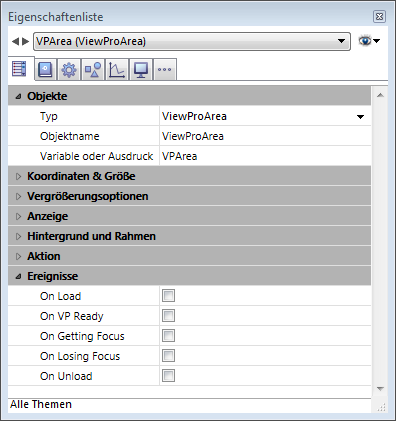 Eigenschaftenliste
VPArea (ViewProArea)
Objekte
Typ ViewProArea
Objektname ViewProArea
Variable oder Ausdruck VPArea
Koordinaten & Größe
Vergrößerungsoptionen
Anzeige
Hintergrund und Rahmen
Aktion
Ereignisse
On Load
On VP Ready
On Getting Focus
On Losing Focus
On Unload
Alle Themen